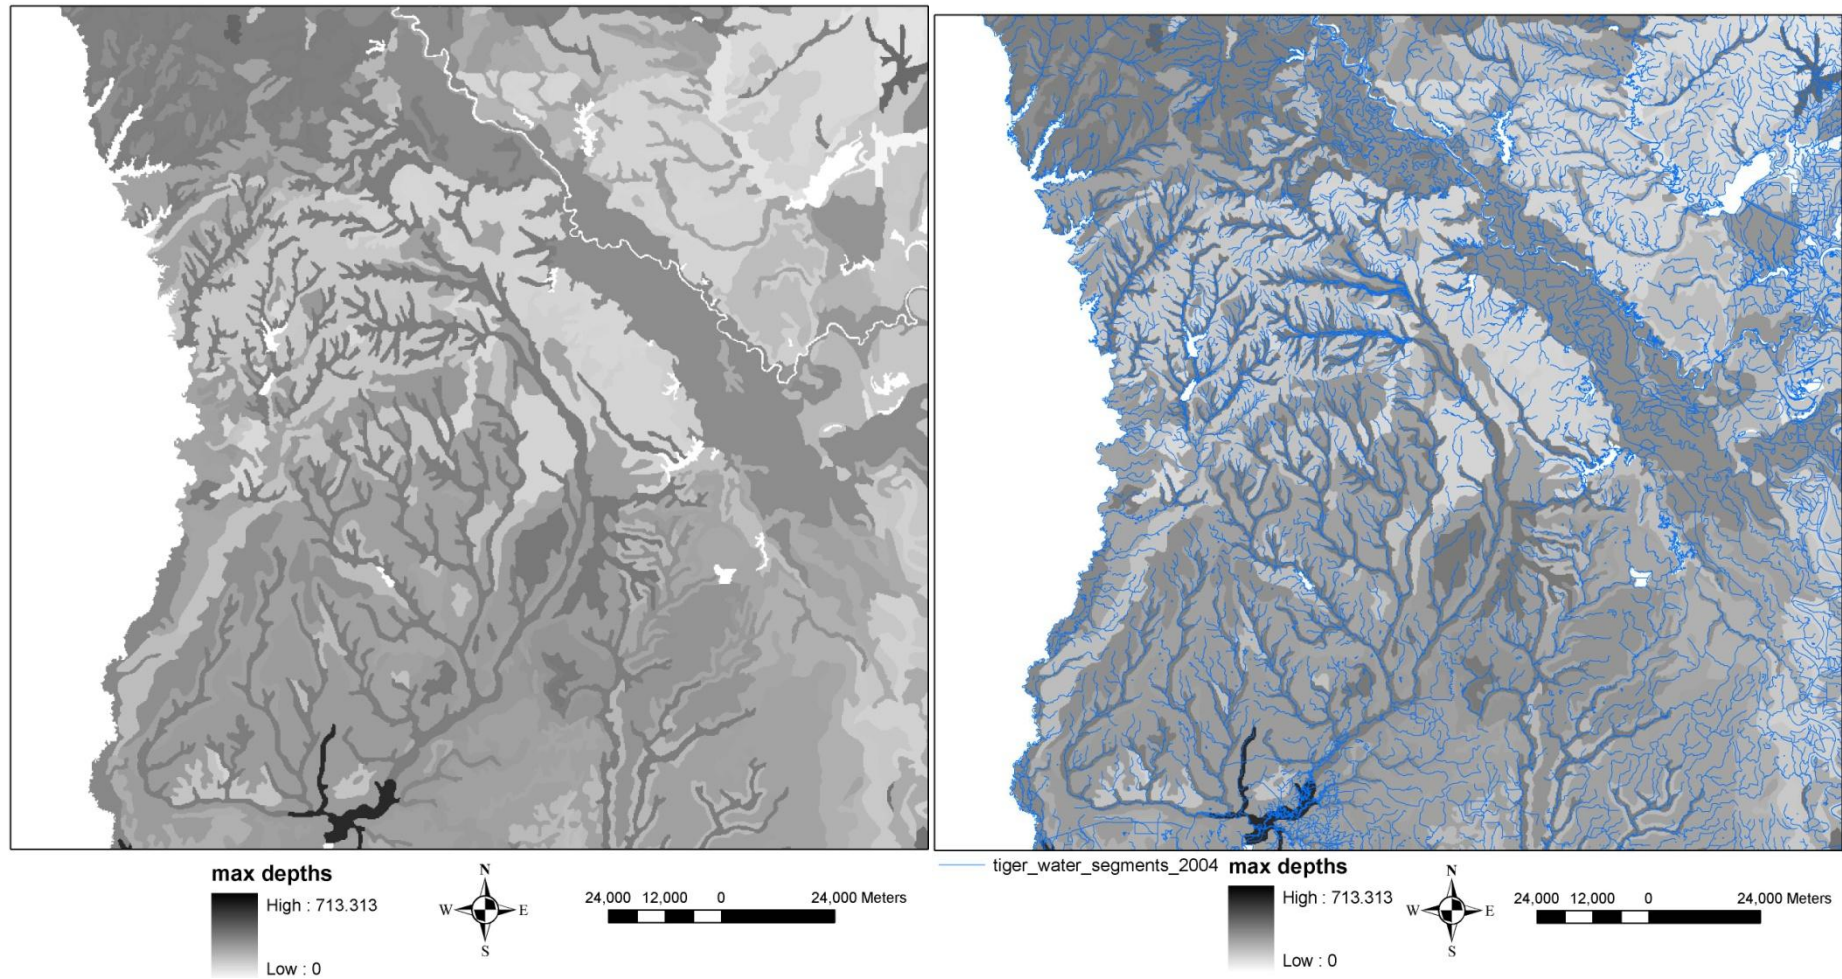 max depths
High : 713.313
Low : 0
N
W E
S
24,000 12,000 0 24,000 Meters
tiger_water_segments_2004
max depths
High : 713.313
Low : 0
N
W E
S
24,000 12,000 0 24,000 Meters